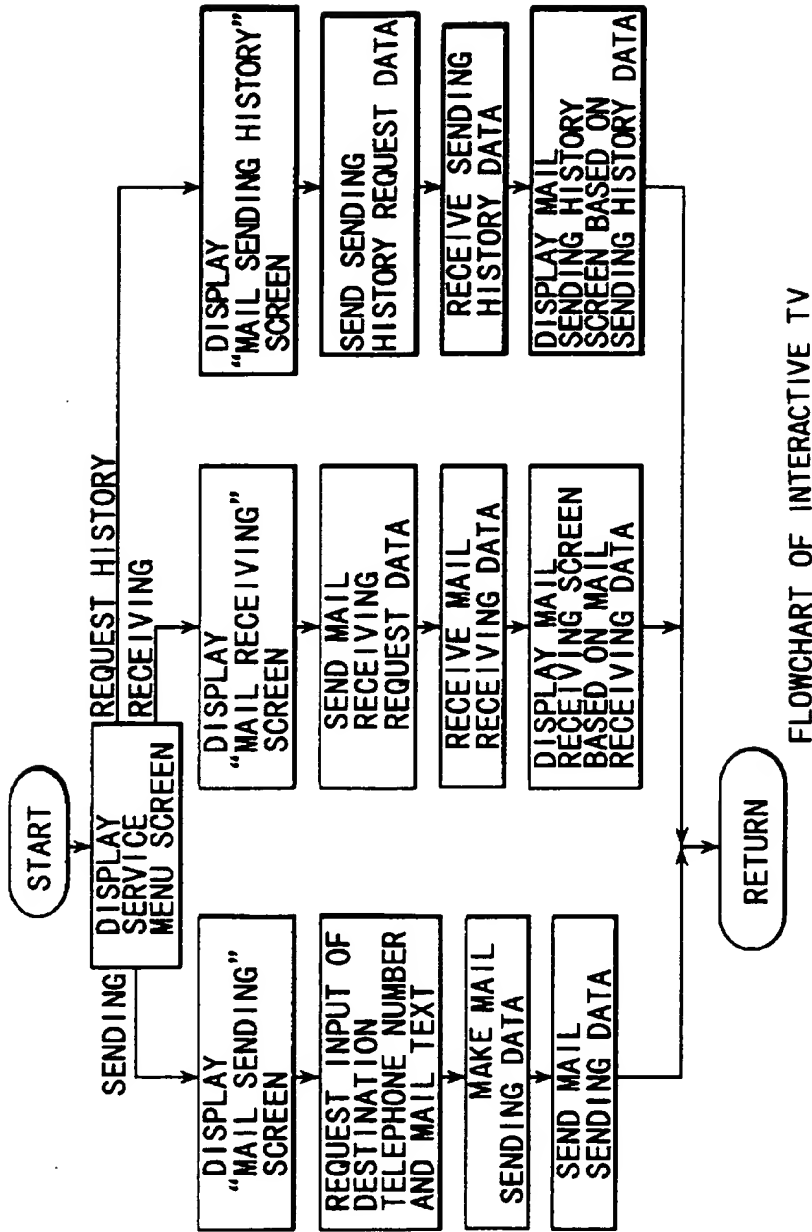 START
DISPLAY
SERVICE
MENU SCREEN
SENDING
DISPLAY
“MAIL SENDING”
SCREEN
REQUEST INPUT OF
DESTINATION
TELEPHONE NUMBER
AND MAIL TEXT
MAKE MAIL
SENDING DATA
SEND MAIL
SENDING DATA
RECEIVING
DISPLAY
“MAIL RECEIVING”
SCREEN
SEND MAIL
RECEIVING
REQUEST DATA
RECEIVE MAIL
RECEIVING DATA
DISPLAY MAIL
RECEIVING SCREEN
BASED ON MAIL
RECEIVING DATA
REQUEST HISTORY
DISPLAY
“MAIL SENDING HISTORY”
SCREEN
SEND SENDING
HISTORY REQUEST DATA
RECEIVE SENDING
HISTORY DATA
DISPLAY MAIL
SENDING HISTORY
SCREEN BASED ON
SENDING HISTORY DATA
RETURN
FLOWCHART OF INTERACTIVE TV